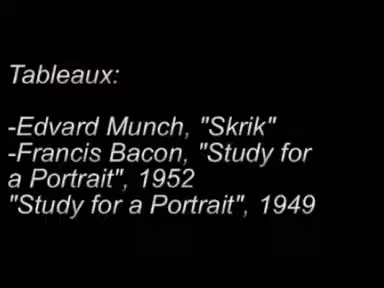 Tableaux:
-Edvard Munch, "Skrik"
-Francis Bacon, "Study for
a Portrait", 1952
"Study for a Portrait", 1949